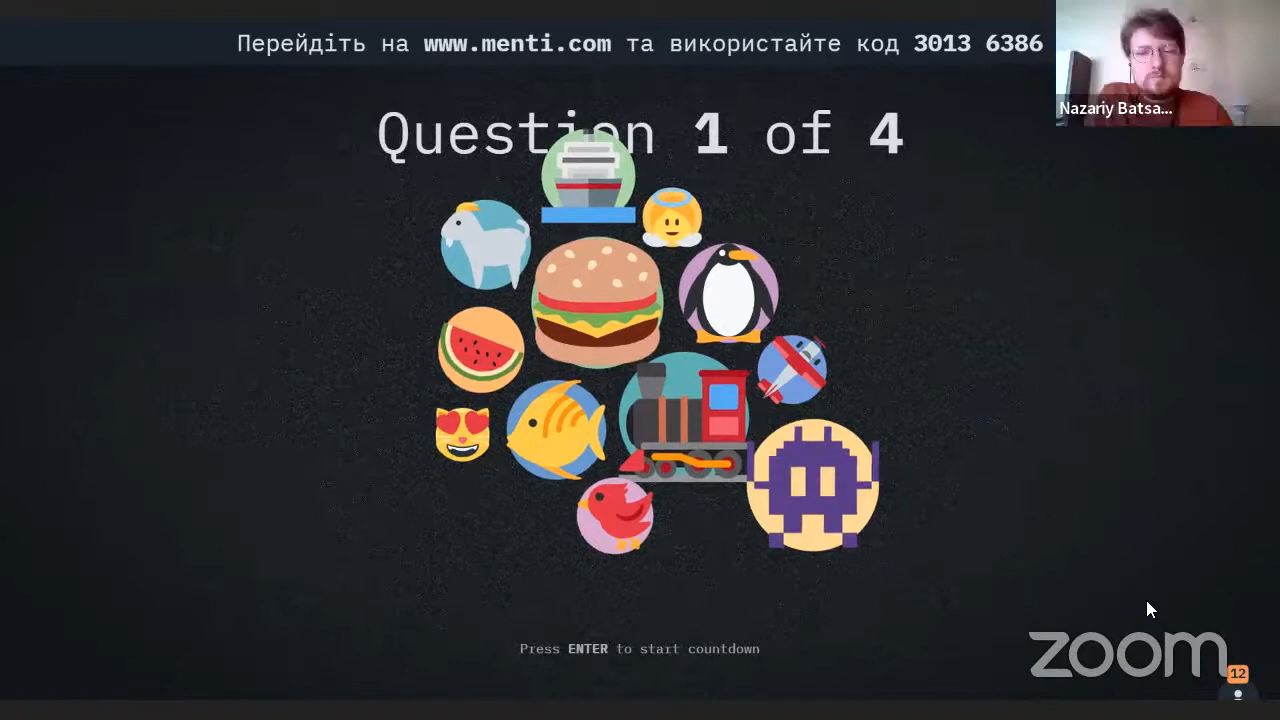 Перейдіть на www.menti.com та використайте код 3013 6386
Nazariy Batsa...
Question 1 of 4
Press ENTER to start countdown
zoom
12